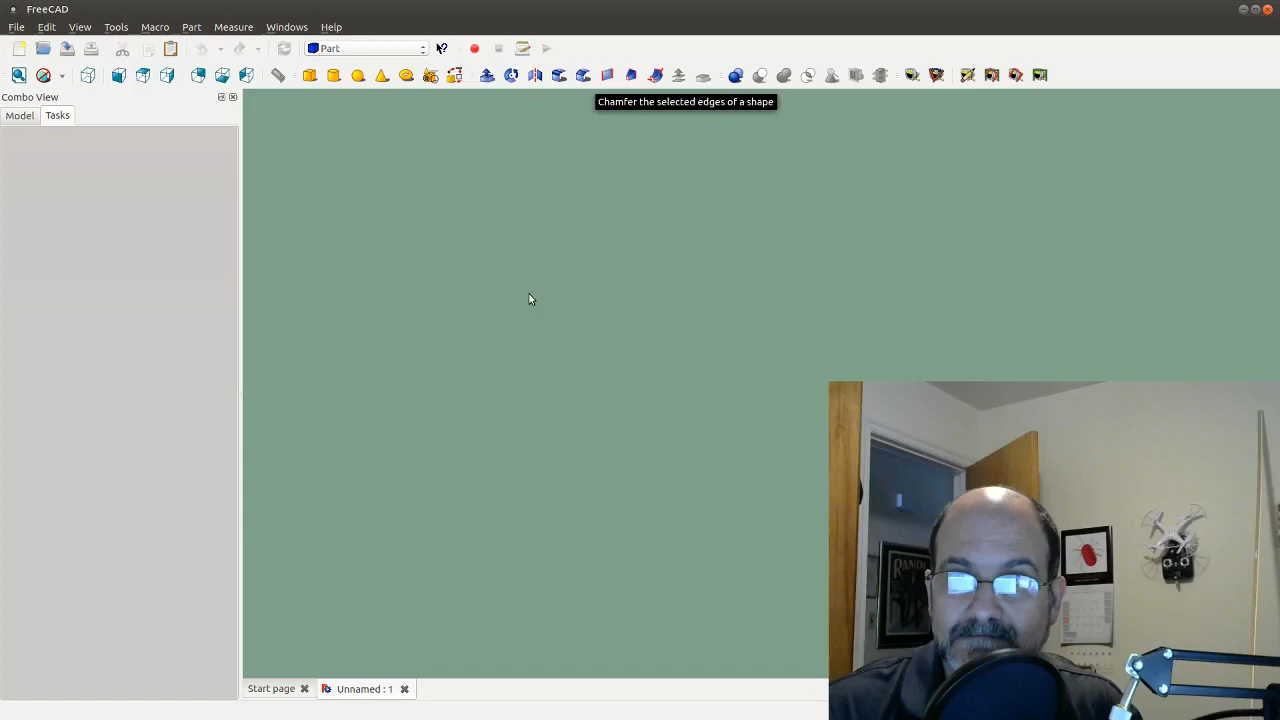 FreeCAD
File Edit View Tools Macro Part Measure Windows Help
Part
Combo View
Chamfer the selected edges of a shape
Model Tasks
RAND
Start page Unnamed : 1